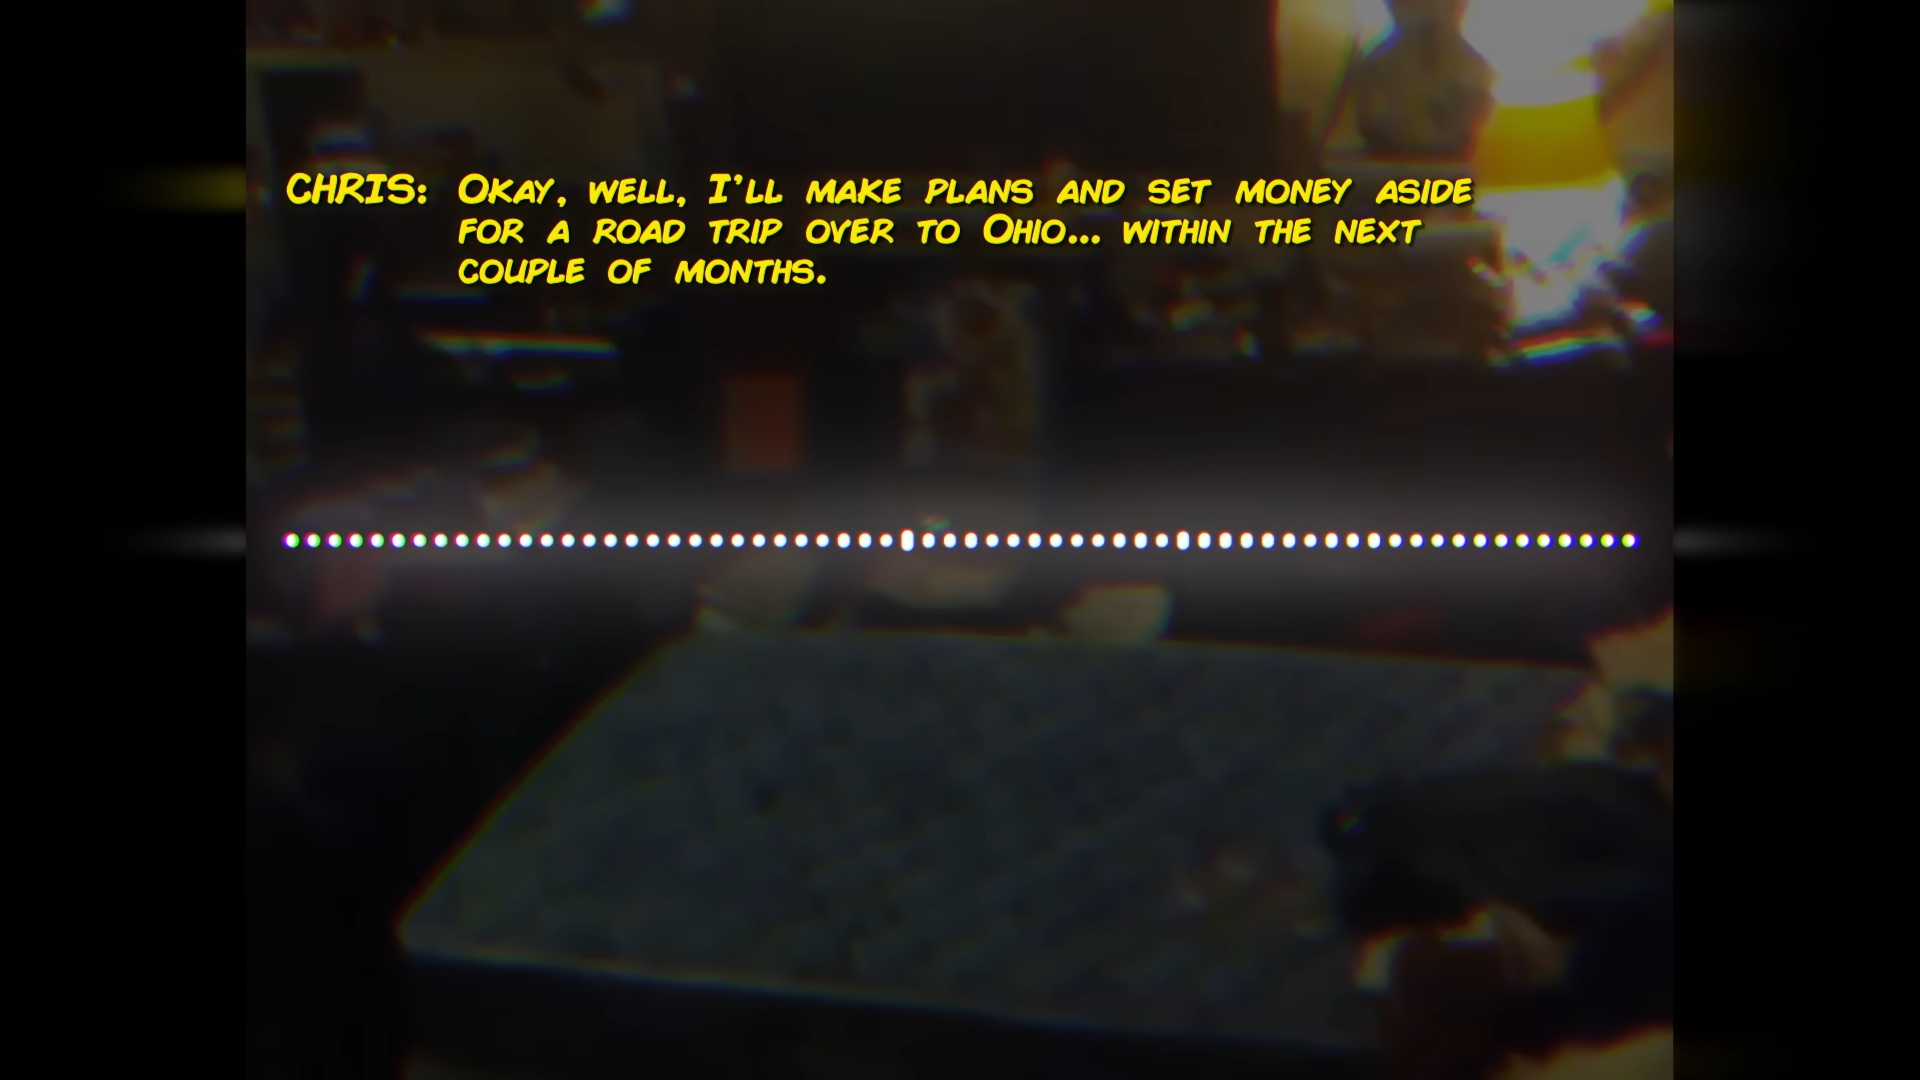 CHRIS: Okay, well, I'll make plans and set money aside
for a road trip over to Ohio... within the next
couple of months.